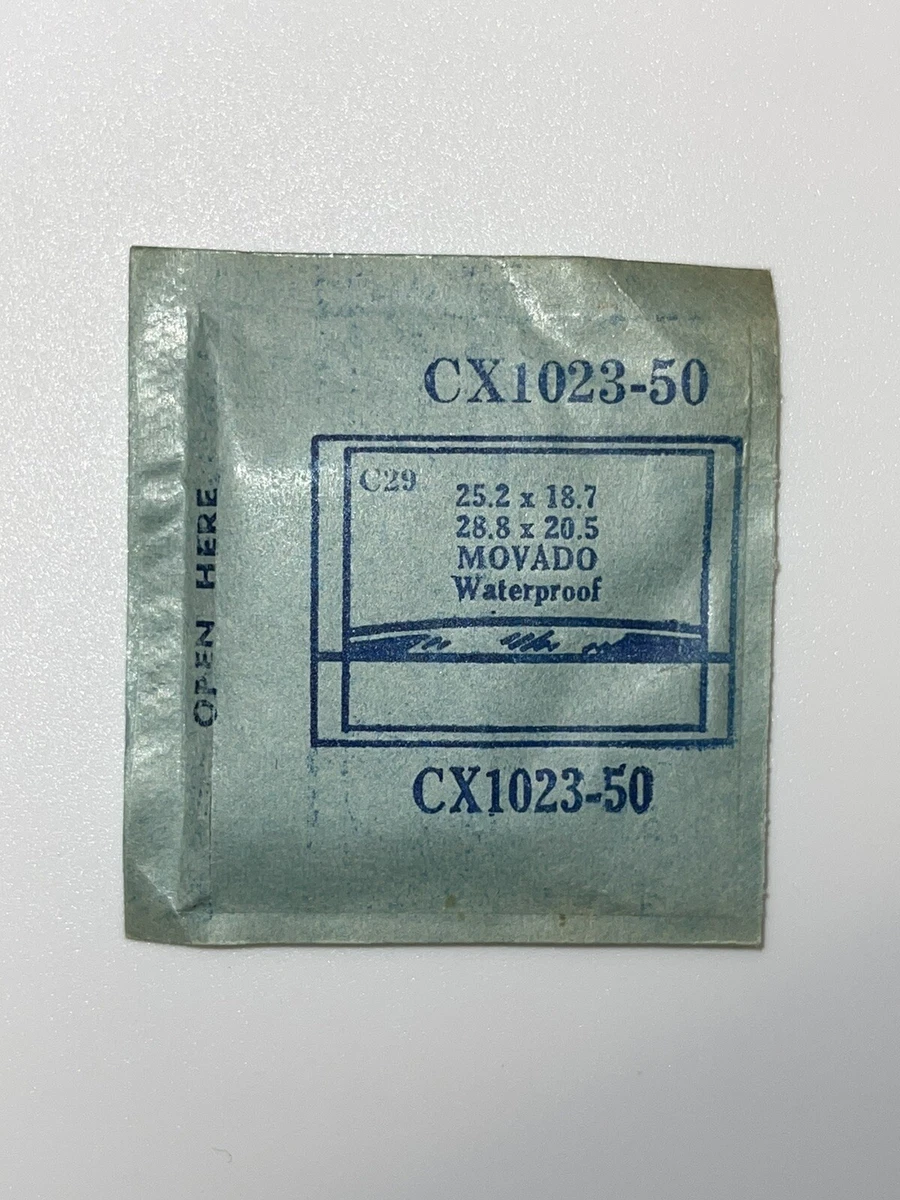 CX1023-50
C29
25.2 x 18.7
28.8 x 20.5
MOVADO
Waterproof
CX1023-50
OPEN HERE